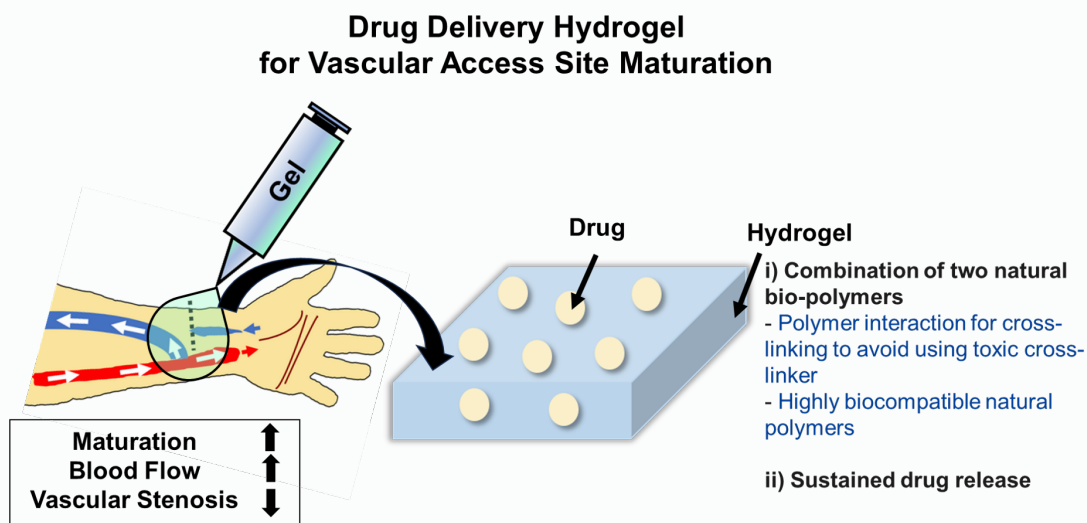 Drug Delivery Hydrogel
for Vascular Access Site Maturation
Gel
Drug
Hydrogel
i) Combination of two natural
bio-polymers
- Polymer interaction for cross-
linking to avoid using toxic cross-
linker
- Highly biocompatible natural
polymers
ii) Sustained drug release
Maturation
Blood Flow
Vascular Stenosis